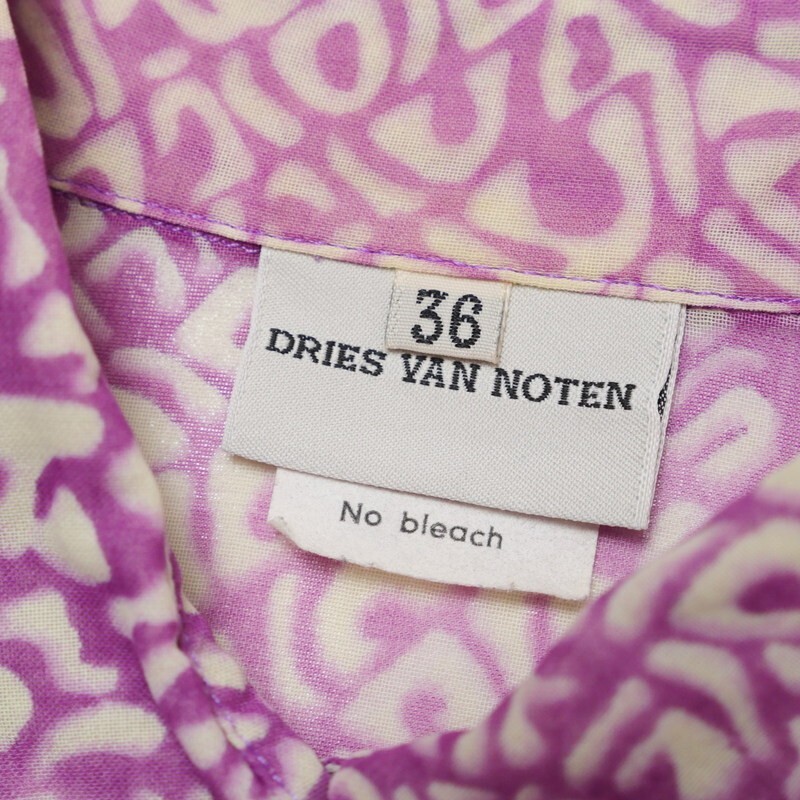 36
DRIES VAN NOTEN
No bleach